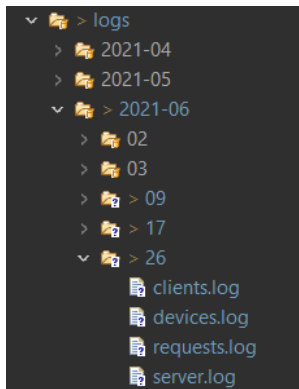 > logs
2021-04
2021-05
> 2021-06
02
03
> 09
> 17
> 26
clients.log
devices.log
requests.log
server.log